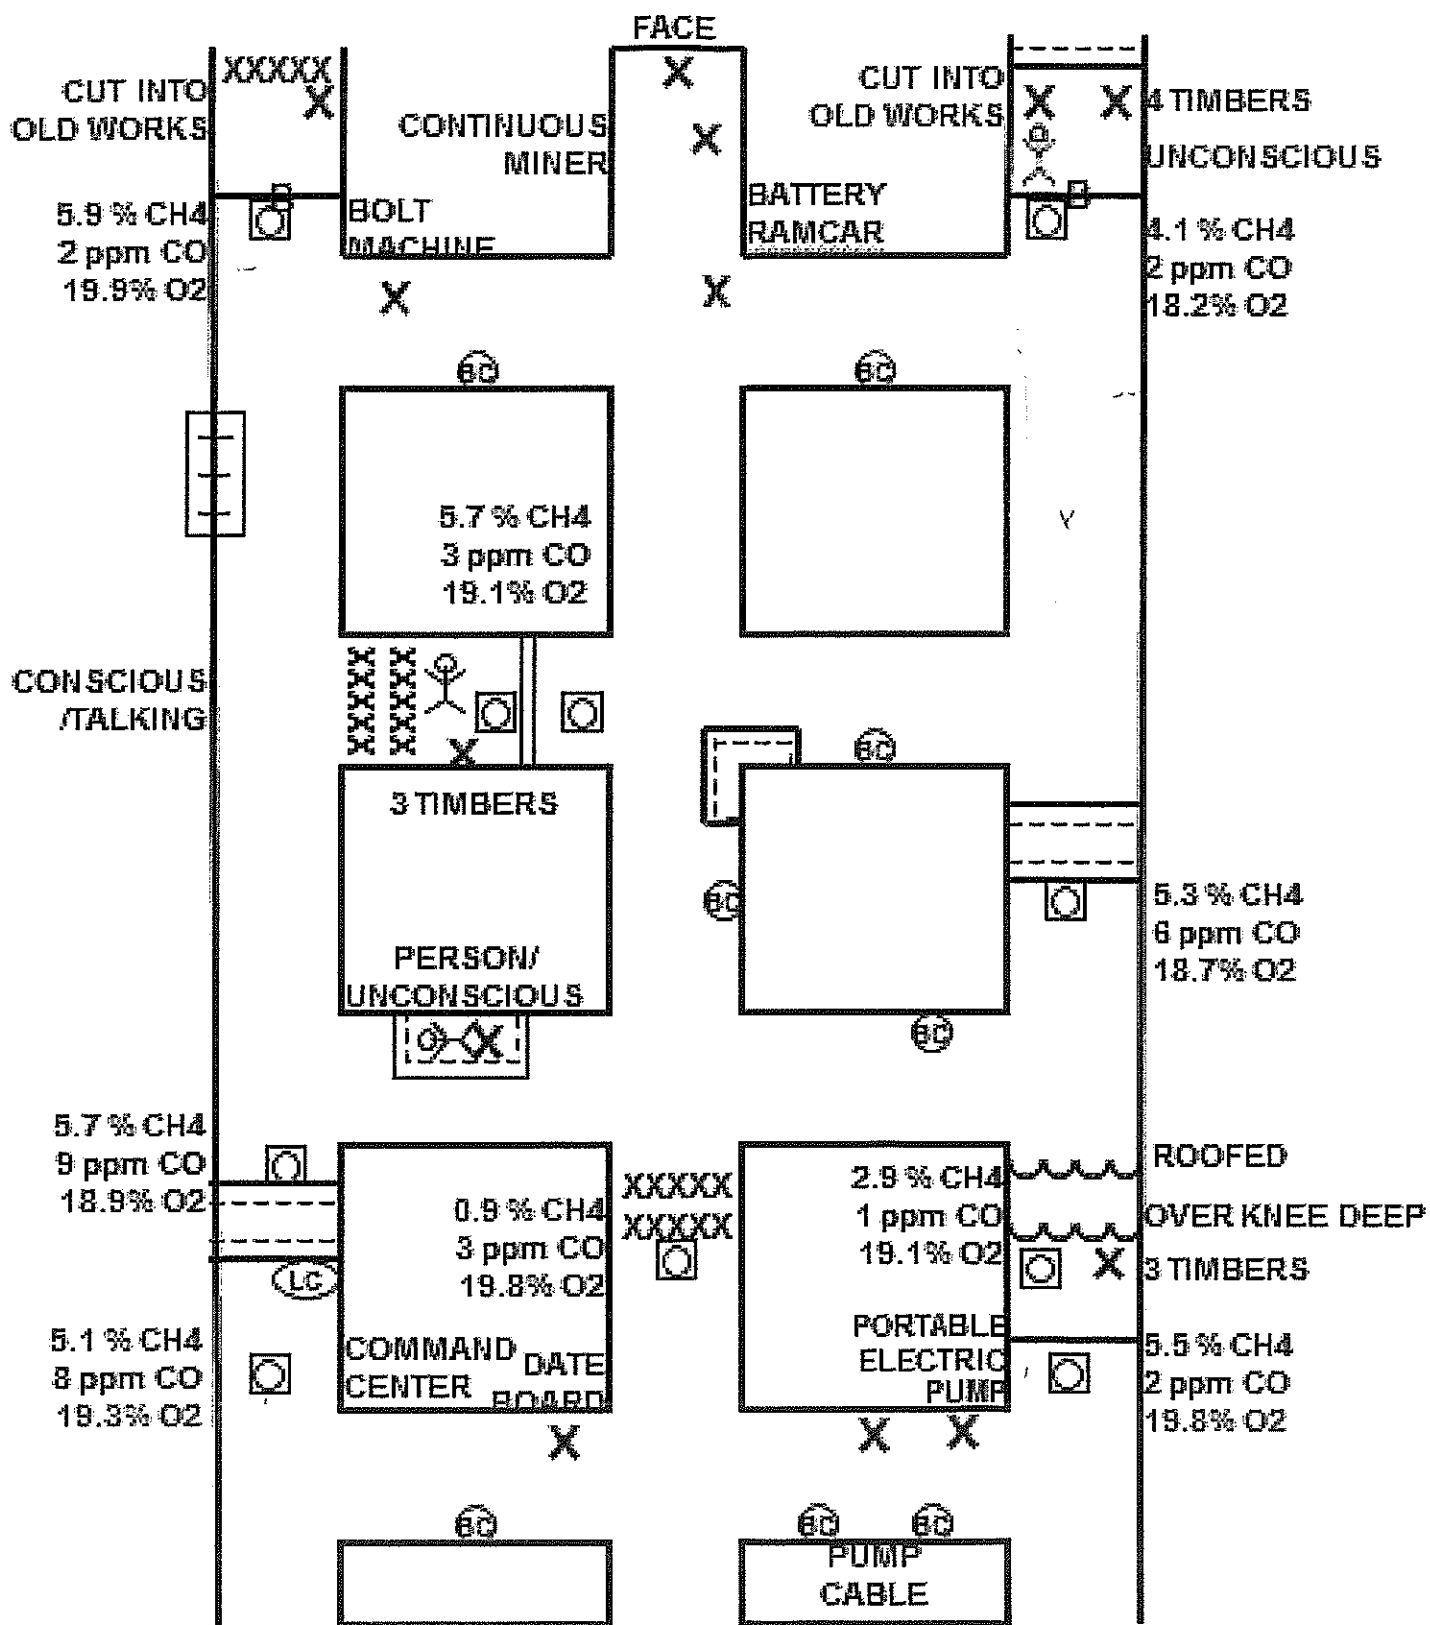 FACE
XXXXX
X
CUT INTO
OLD WORKS
X
CONTINUOUS
MINER
X
CUT INTO
OLD WORKS
X X
4 TIMBERS
UNCONSCIOUS
5.9 % CH4
2 ppm CO
19.9% O2
BOLT
MACHINE
BATTERY
RAMCAR
4.1 % CH4
2 ppm CO
18.2% O2
X
X
BC
BC
5.7 % CH4
3 ppm CO
19.1% O2
CONSCIOUS
/TALKING
XXXXX
XXXXX
X
BC
3 TIMBERS
BC
5.3 % CH4
6 ppm CO
18.7% O2
PERSON/
UNCONSCIOUS
X
BC
5.7 % CH4
9 ppm CO
18.9% O2
XXXXX
XXXXX
0.9 % CH4
3 ppm CO
19.8% O2
2.9 % CH4
1 ppm CO
19.1% O2
ROOFED
OVER KNEE DEEP
X
3 TIMBERS
LC
5.1 % CH4
8 ppm CO
19.3% O2
COMMAND
CENTER
DATE
BOARD
PORTABLE
ELECTRIC
PUMP
5.5 % CH4
2 ppm CO
19.8% O2
X
X X
BC
BC BC
PUMP
CABLE